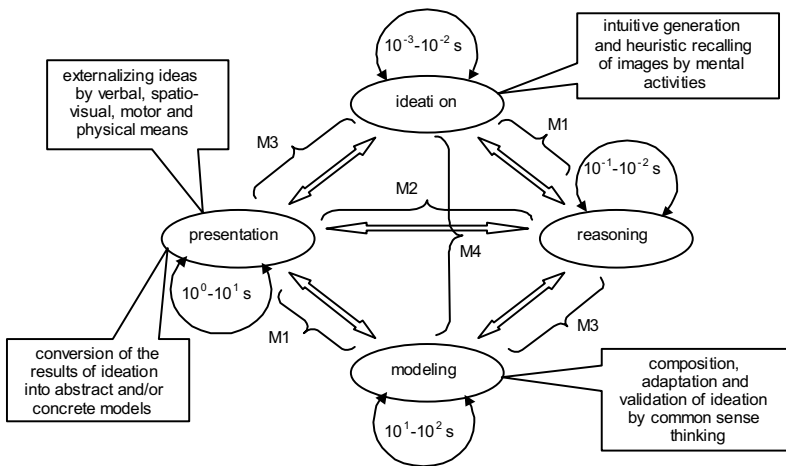 10⁻³-10⁻² s
intuitive generation
and heuristic recalling
of images by mental
activities
externalizing ideas
by verbal, spatio-
visual, motor and
physical means
ideati on
M3
M1
10⁻¹-10⁻² s
M2
presentation
reasoning
M4
10⁰-10¹ s
M1
M3
conversion of the
results of ideation
into abstract and/or
concrete models
modeling
composition,
adaptation and
validation of ideation
by common sense
thinking
10¹-10² s